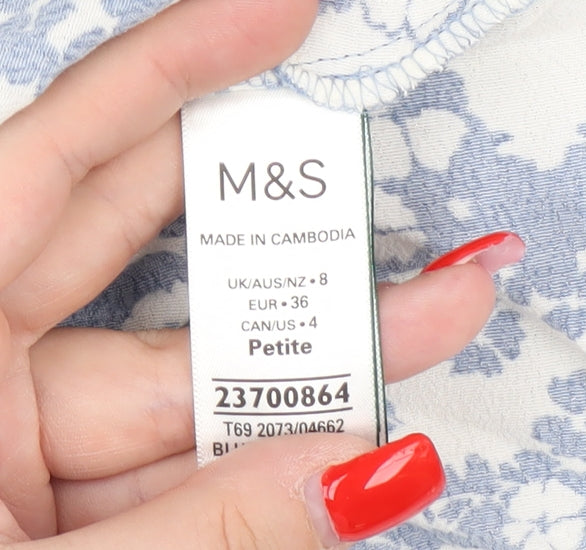 M&S
MADE IN CAMBODIA
UK/AUS/NZ • 8
EUR • 36
CAN/US • 4
Petite
23700864
T69 2073/04662